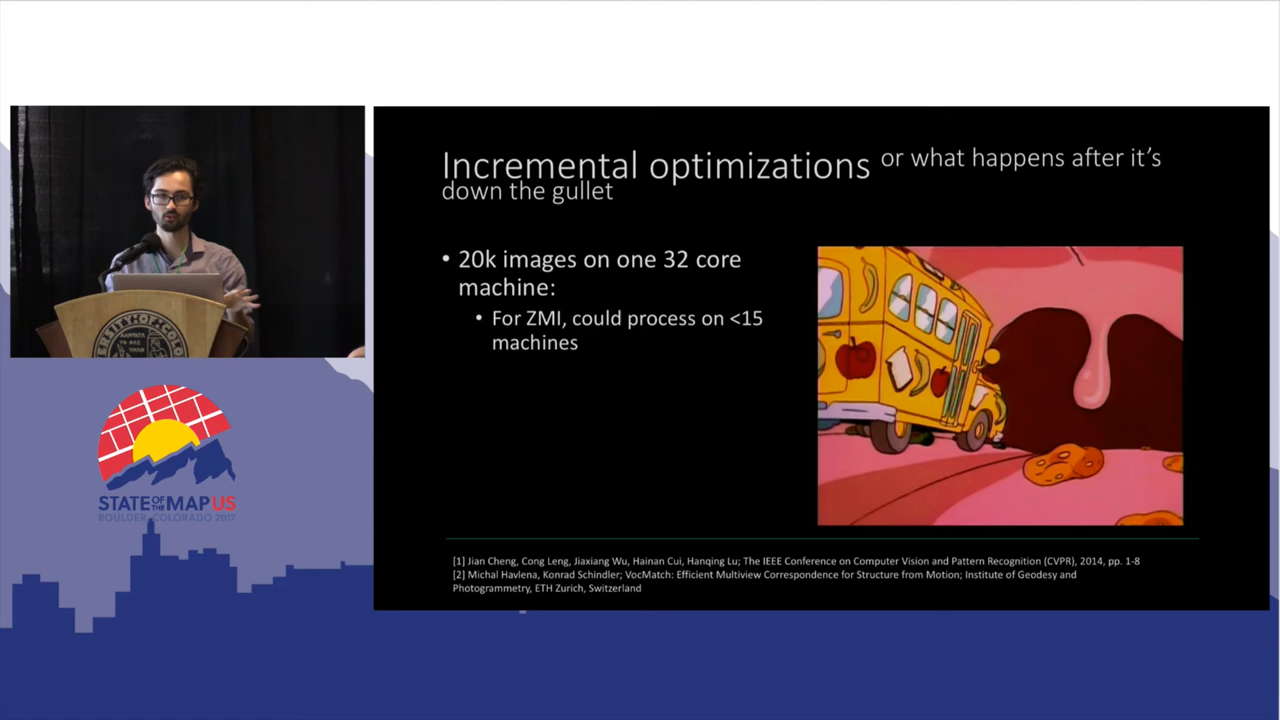 Incremental optimizations or what happens after it's
down the gullet
• 20k images on one 32 core
machine:
• For ZMI, could process on <15
machines
[1] Jian Cheng, Cong Leng, Jiaxiang Wu, Hainan Cui, Hanqing Lu; The IEEE Conference on Computer Vision and Pattern Recognition (CVPR), 2014, pp. 1-8
[2] Michal Havlena, Konrad Schindler; VocMatch: Efficient Multiview Correspondence for Structure from Motion; Institute of Geodesy and
Photogrammetry, ETH Zurich, Switzerland
STATE OF THE MAP US
BOULDER, COLORADO 2017